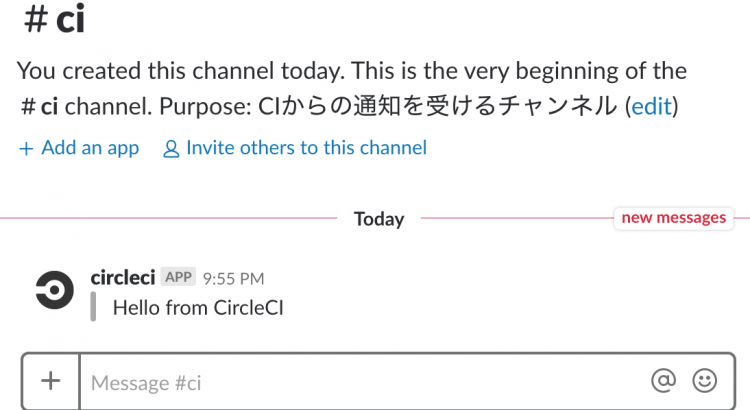 # ci
You created this channel today. This is the very beginning of the
# ci channel. Purpose: CIからの通知を受けるチャンネル (edit)
+ Add an app Invite others to this channel
Today
new messages
circleci APP 9:55 PM
Hello from CircleCI
+ Message #ci @